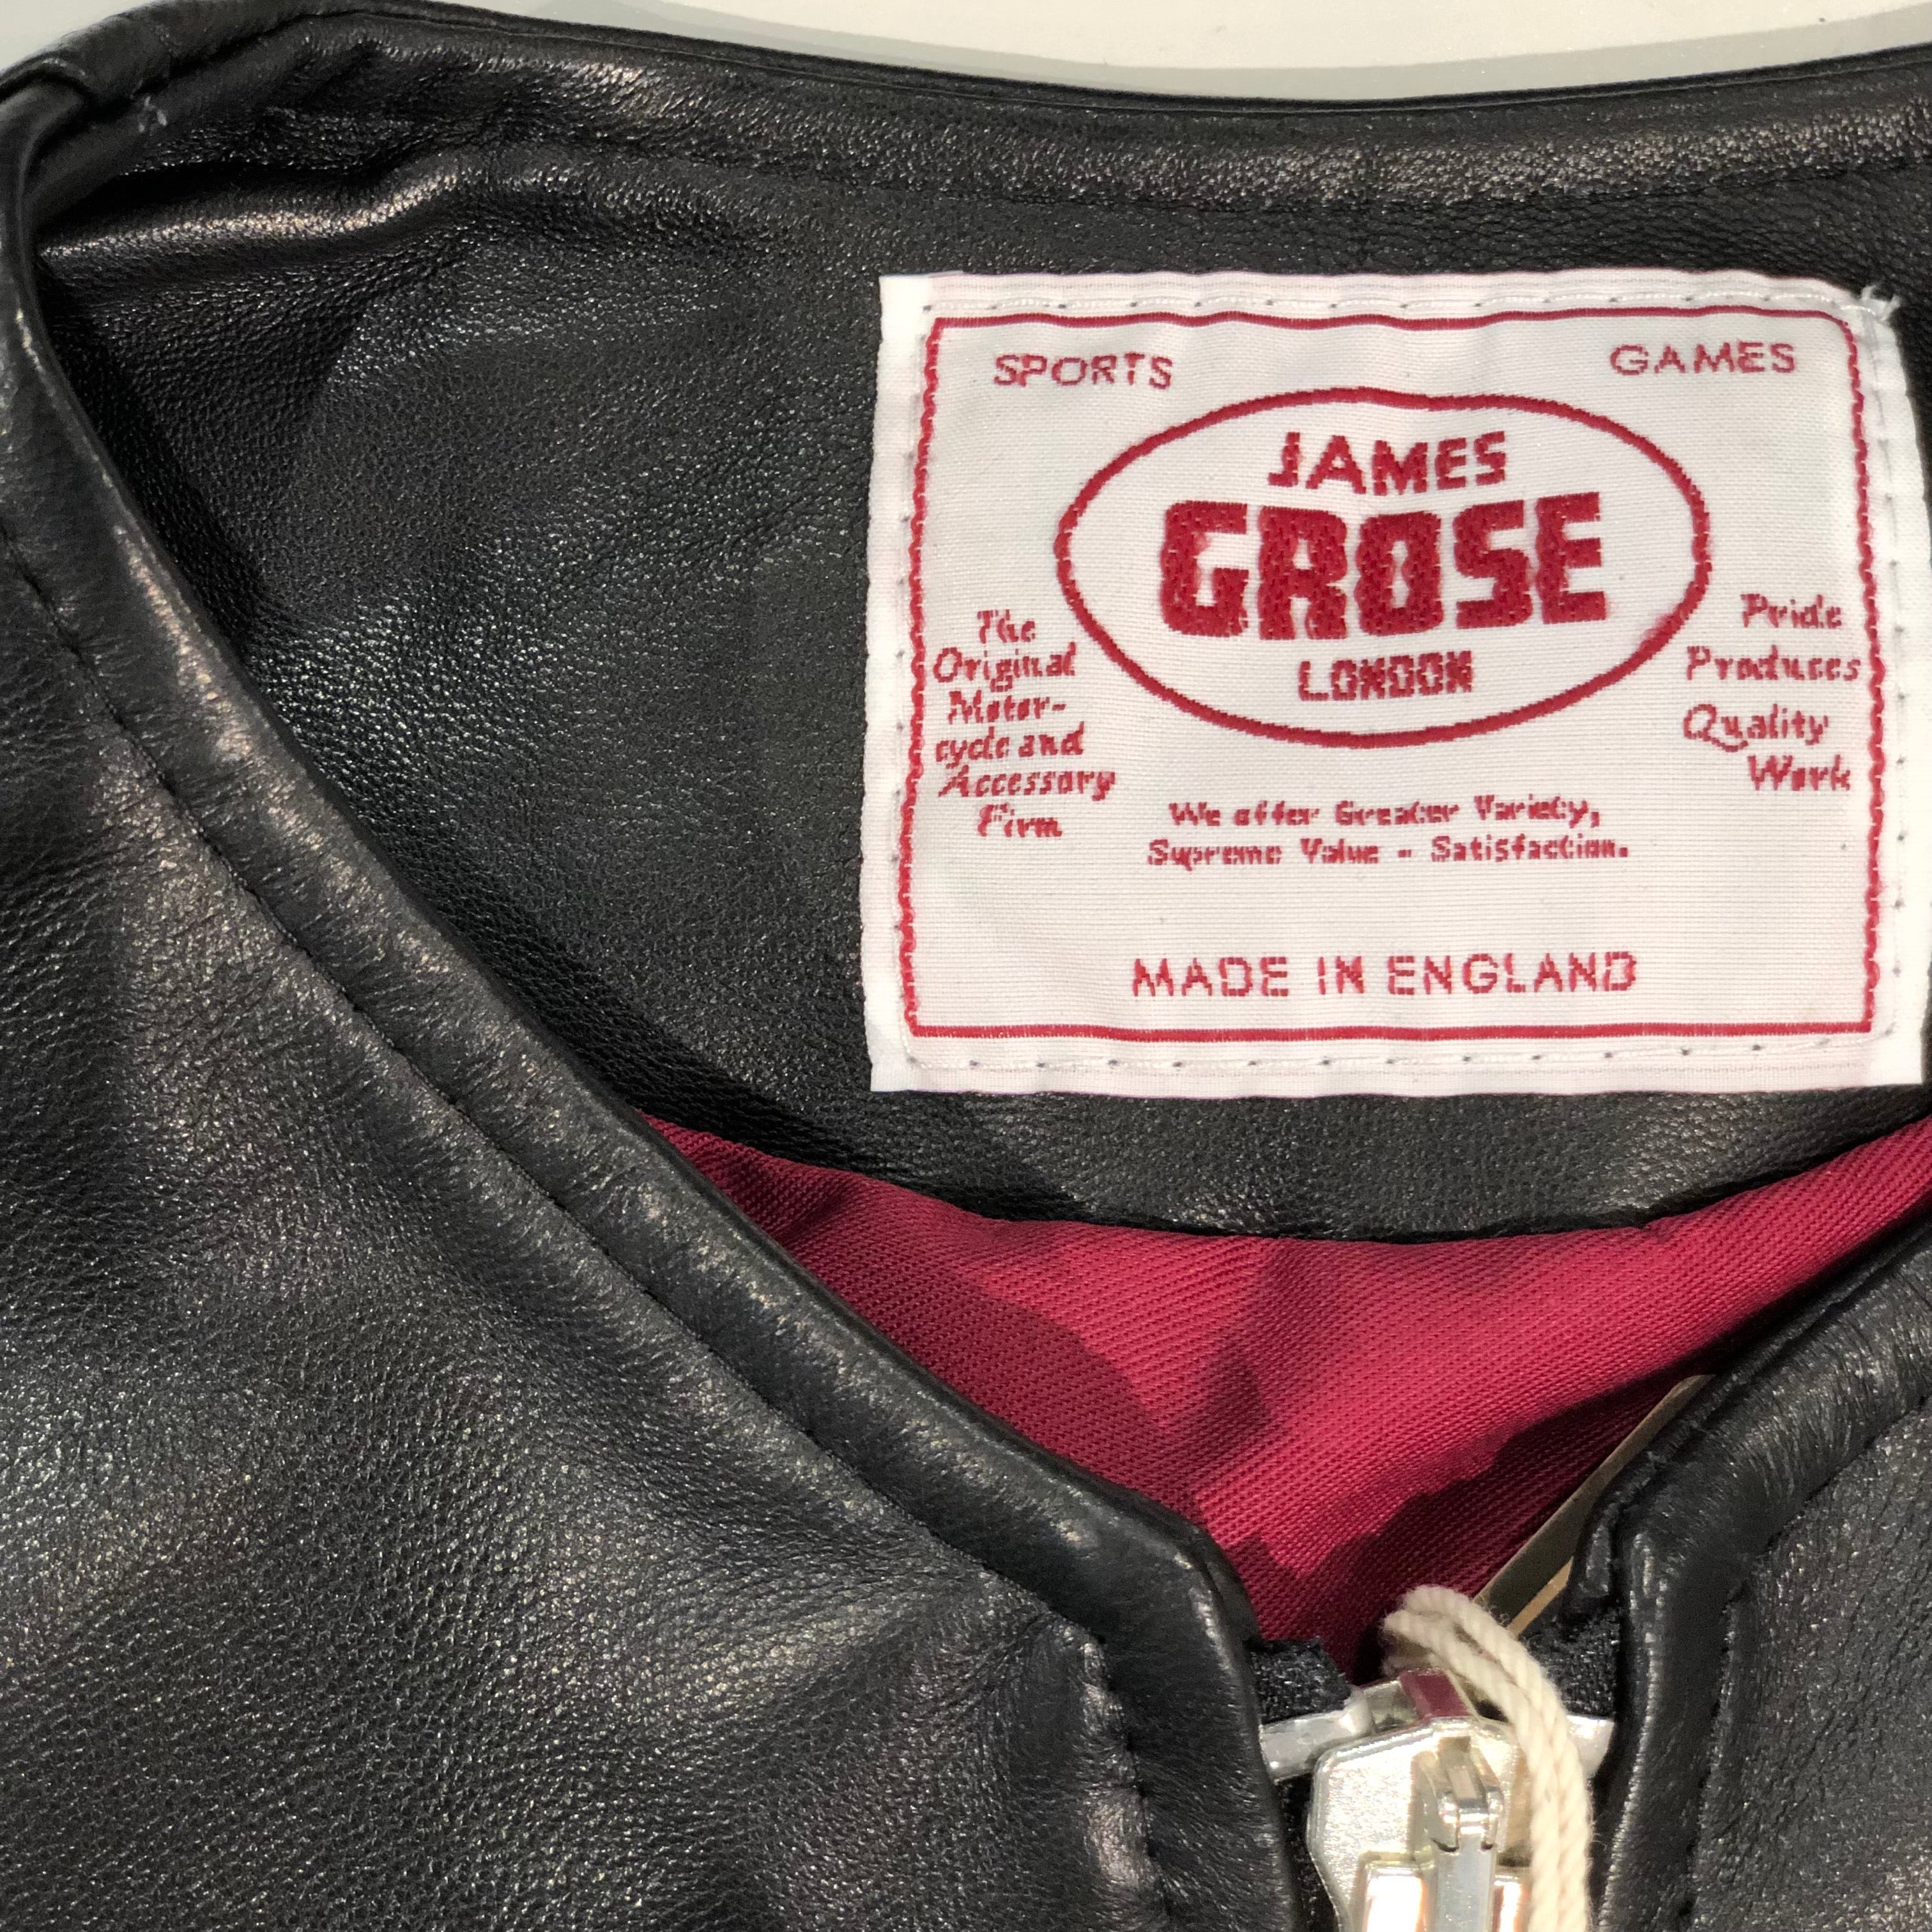 SPORTS GAMES
JAMES
GROSE
LONDON
The
Original
Motor-
cycle and
Accessory
Firm
Pride
Produces
Quality
Work
We offer Greater Variety,
Supreme Value - Satisfaction.
MADE IN ENGLAND